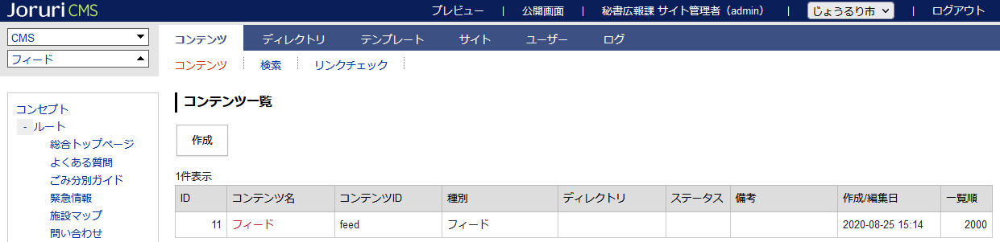 Joruri CMS
プレビュー | 公開画面 | 秘書広報課 サイト管理者（admin） | じょうるり市 | ログアウト
CMS
フィード
コンテンツ ディレクトリ テンプレート サイト ユーザー ログ
コンテンツ 検索 リンクチェック
コンセプト
- ルート
総合トップページ
よくある質問
ごみ分別ガイド
緊急情報
施設マップ
問い合わせ
コンテンツ一覧
作成
1件表示
ID コンテンツ名 コンテンツID 種別 ディレクトリ ステータス 備考 作成/編集日 一覧順
11 フィード feed フィード 2020-08-25 15:14 2000